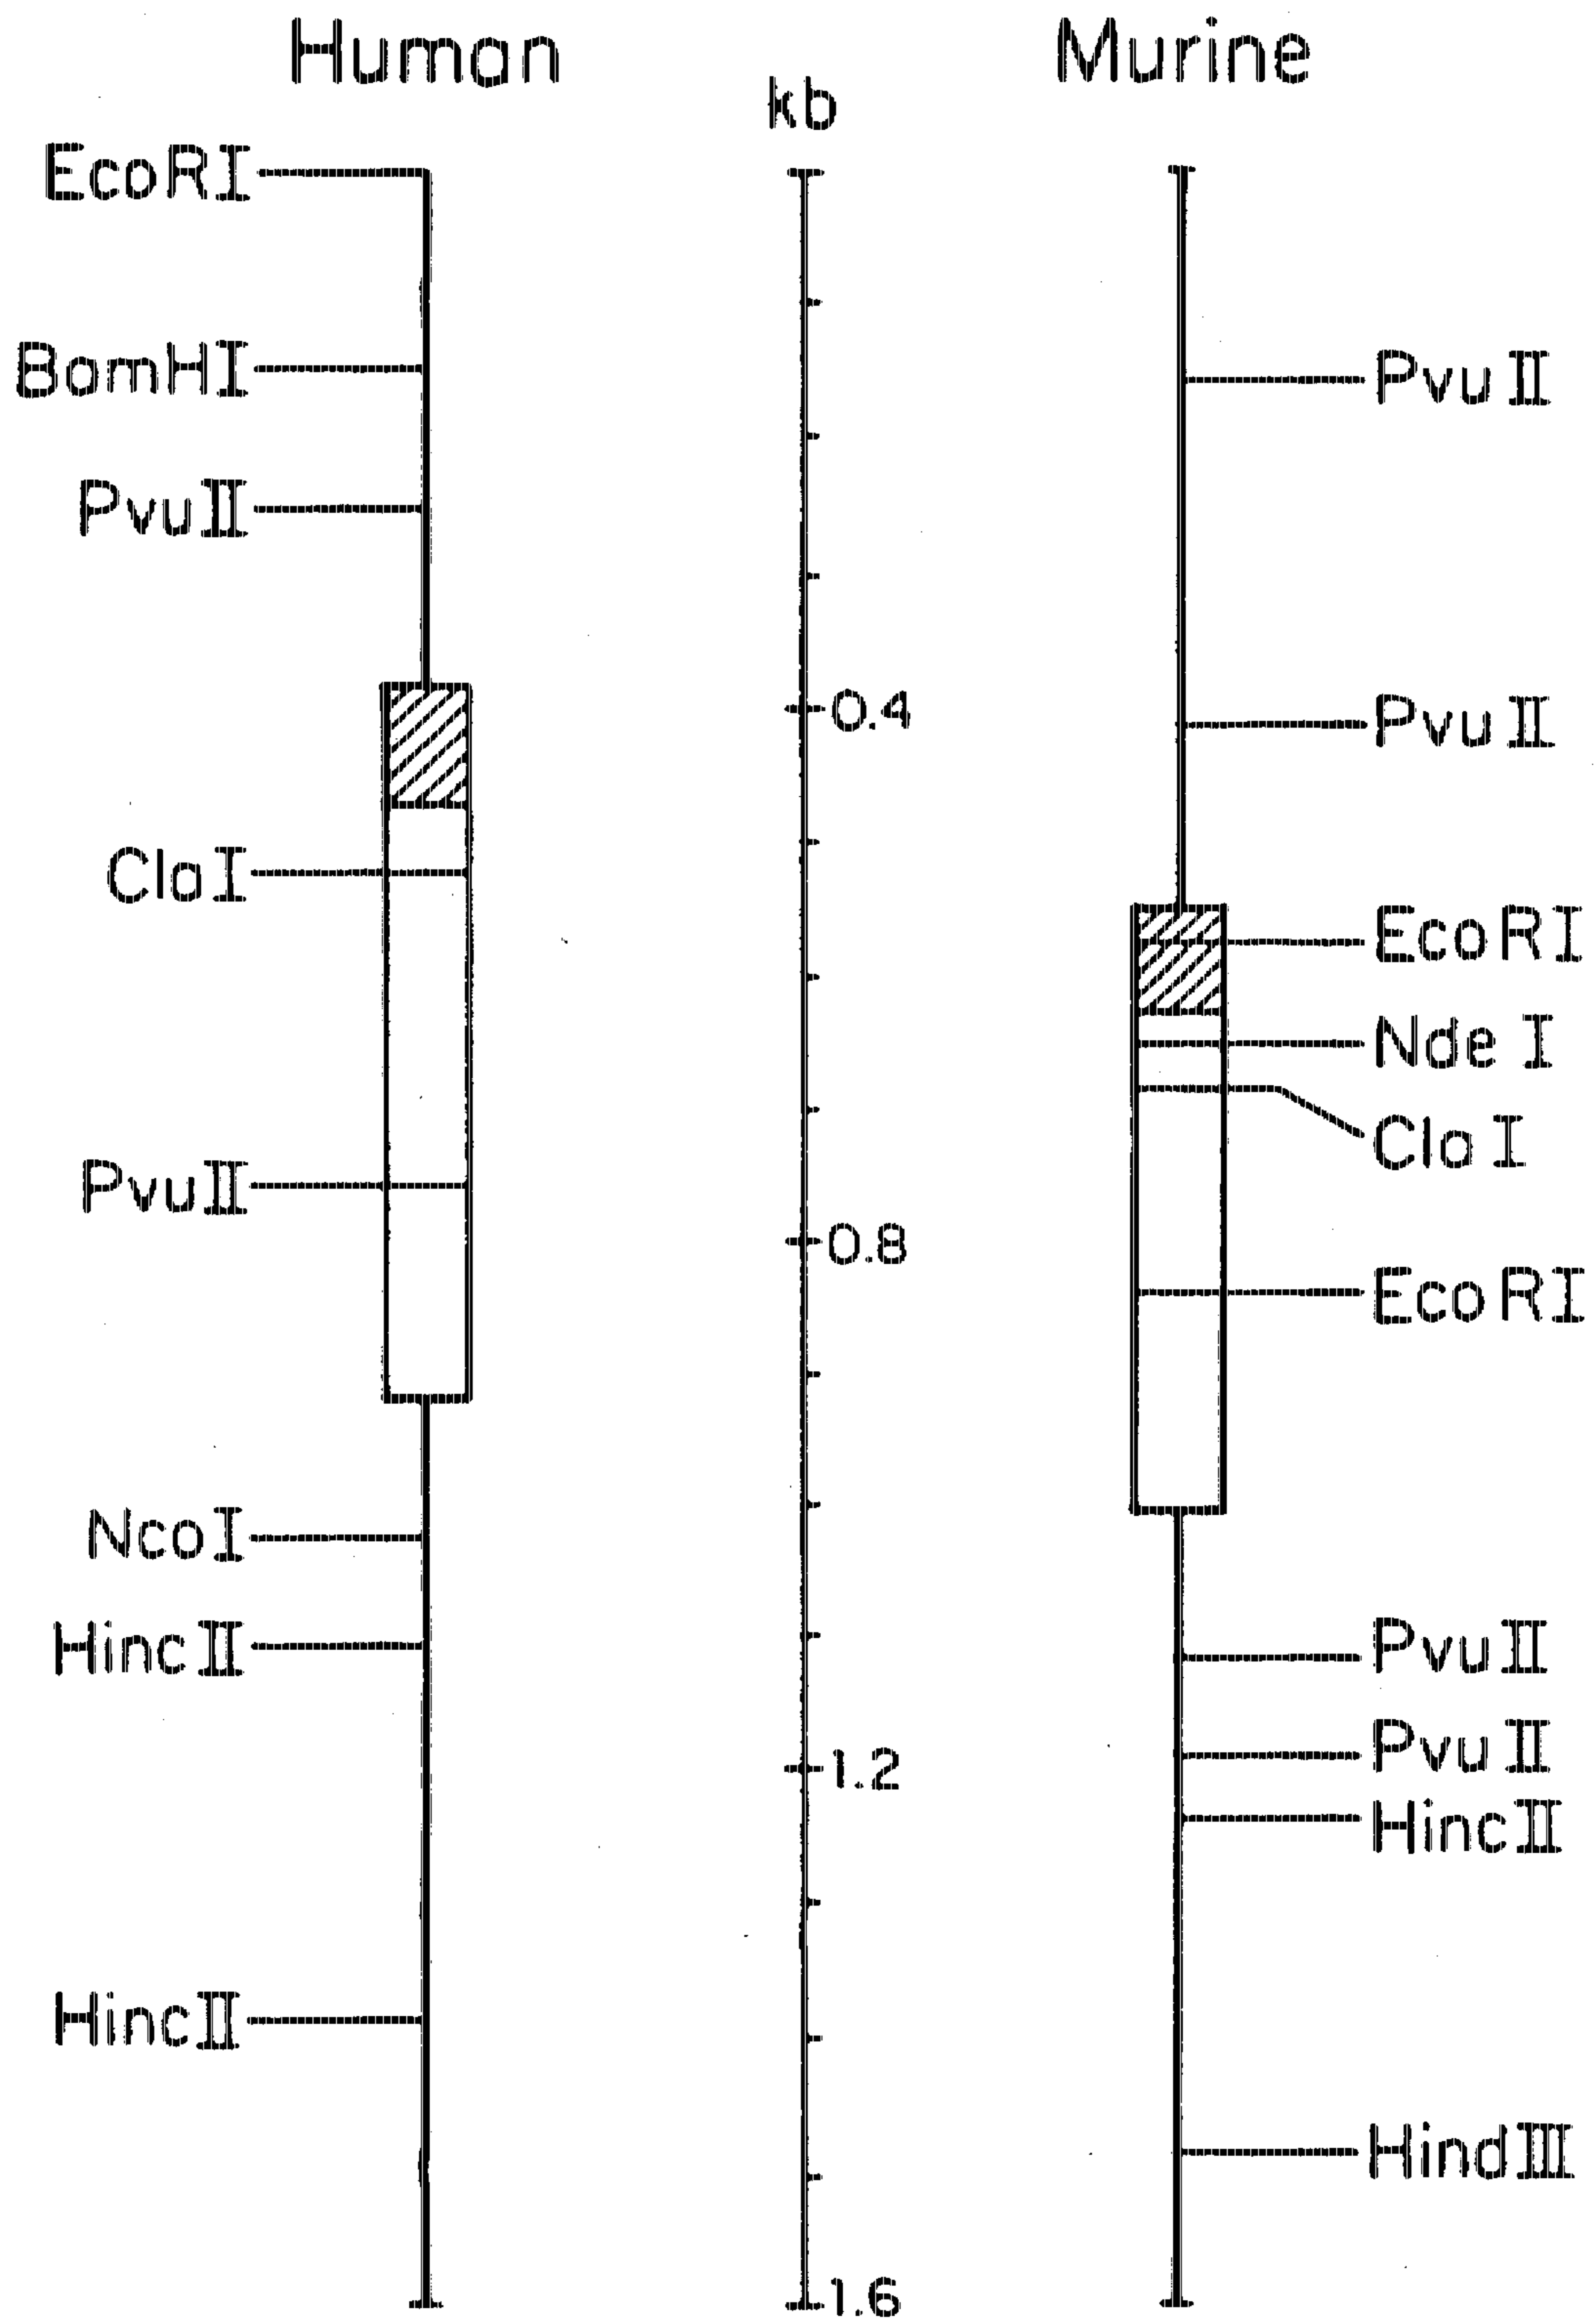 Human
kb
Murine
EcoRI
BamHI
PvuII
ClaI
PvuII
NcoI
HincII
HincII
0.4
0.8
1.2
1.6
PvuII
PvuII
EcoRI
NdeI
ClaI
EcoRI
PvuII
PvuII
HincII
HindIII